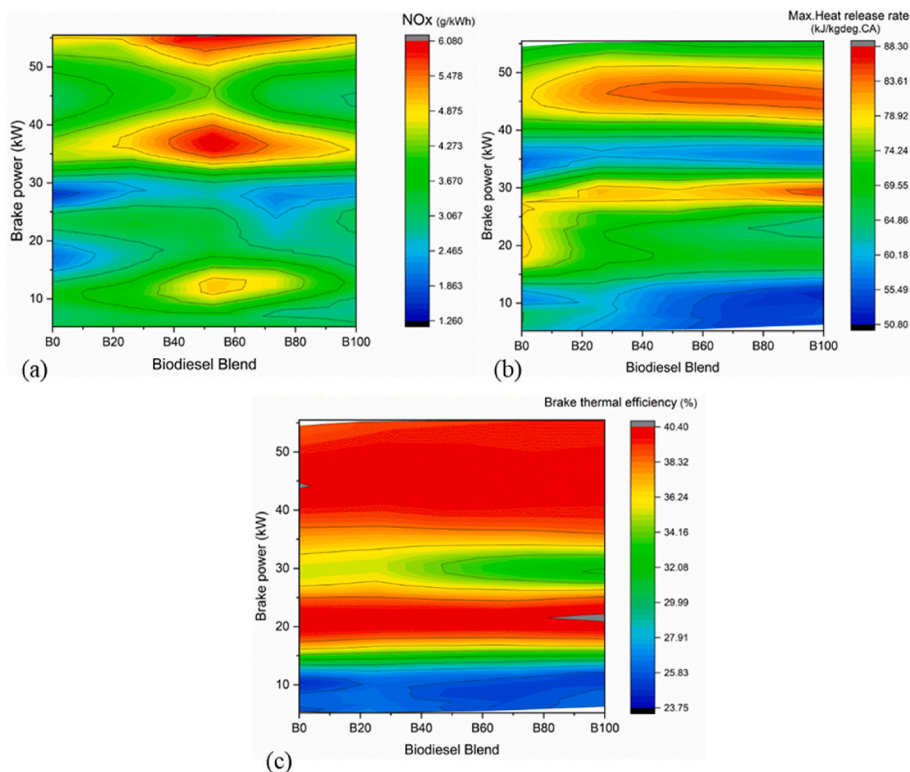 NOx (g/kWh)
6.080
5.478
4.875
4.273
3.670
3.067
2.465
1.863
1.260
50
40
30
20
10
Brake power (kW)
B0 B20 B40 B60 B80 B100
Biodiesel Blend
(a)
Max.Heat release rate
(kJ/kgdeg.CA)
88.30
83.61
78.92
74.24
69.55
64.86
60.18
55.49
50.80
50
40
30
20
10
Brake power (kW)
B0 B20 B40 B60 B80 B100
Biodiesel Blend
(b)
Brake thermal efficiency (%)
40.40
38.32
36.24
34.16
32.08
29.99
27.91
25.83
23.75
50
40
30
20
10
Brake power (kW)
B0 B20 B40 B60 B80 B100
Biodiesel Blend
(c)